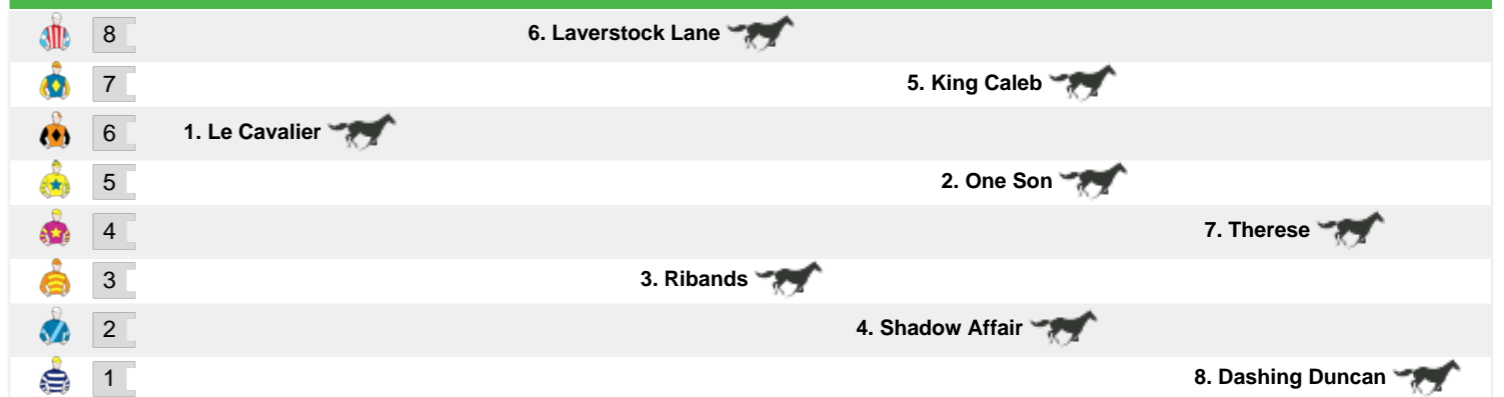 8 6. Laverstock Lane
7 5. King Caleb
6 1. Le Cavalier
5 2. One Son
4 7. Therese
3 3. Ribands
2 4. Shadow Affair
1 8. Dashing Duncan